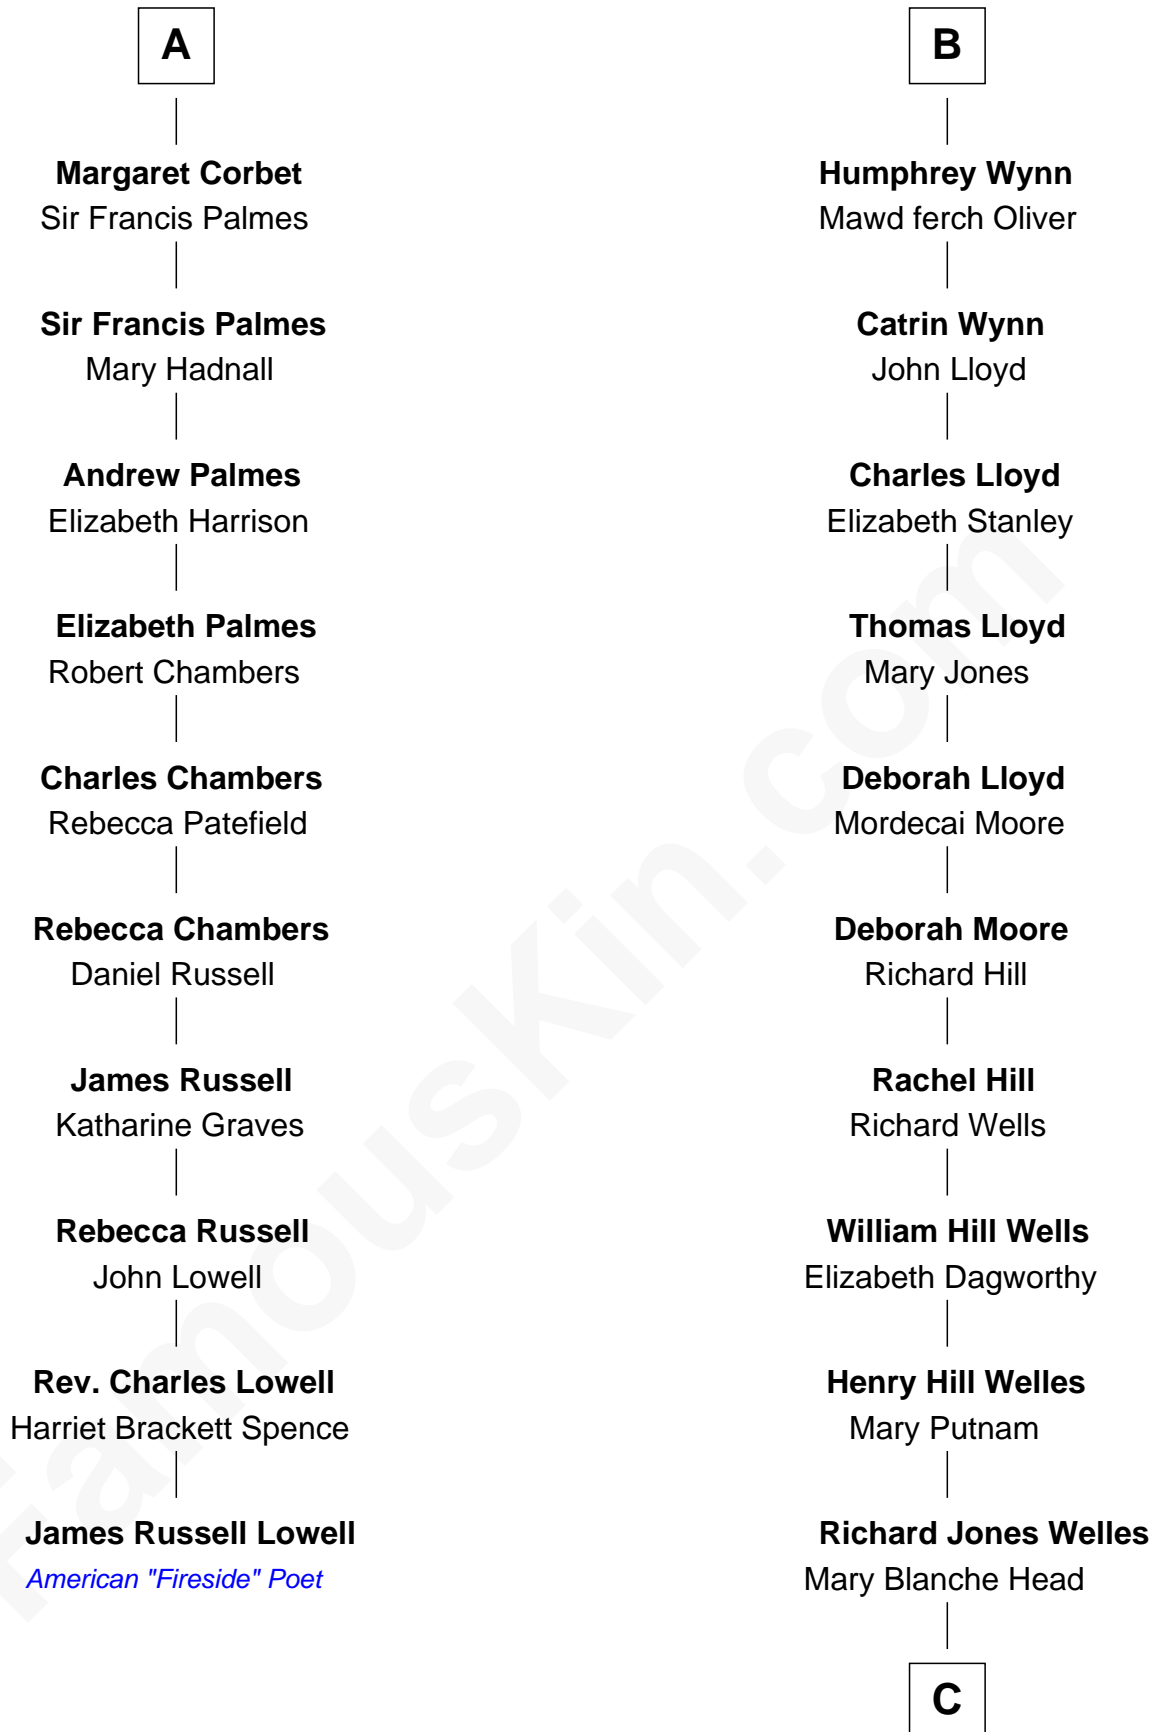 A
Margaret Corbet
Sir Francis Palmes
Sir Francis Palmes
Mary Hadnall
Andrew Palmes
Elizabeth Harrison
Elizabeth Palmes
Robert Chambers
Charles Chambers
Rebecca Patefield
Rebecca Chambers
Daniel Russell
James Russell
Katharine Graves
Rebecca Russell
John Lowell
Rev. Charles Lowell
Harriet Brackett Spence
James Russell Lowell
American "Fireside" Poet
B
Humphrey Wynn
Mawd ferch Oliver
Catrin Wynn
John Lloyd
Charles Lloyd
Elizabeth Stanley
Thomas Lloyd
Mary Jones
Deborah Lloyd
Mordecai Moore
Deborah Moore
Richard Hill
Rachel Hill
Richard Wells
William Hill Wells
Elizabeth Dagworthy
Henry Hill Welles
Mary Putnam
Richard Jones Welles
Mary Blanche Head
C
FamousKin.com